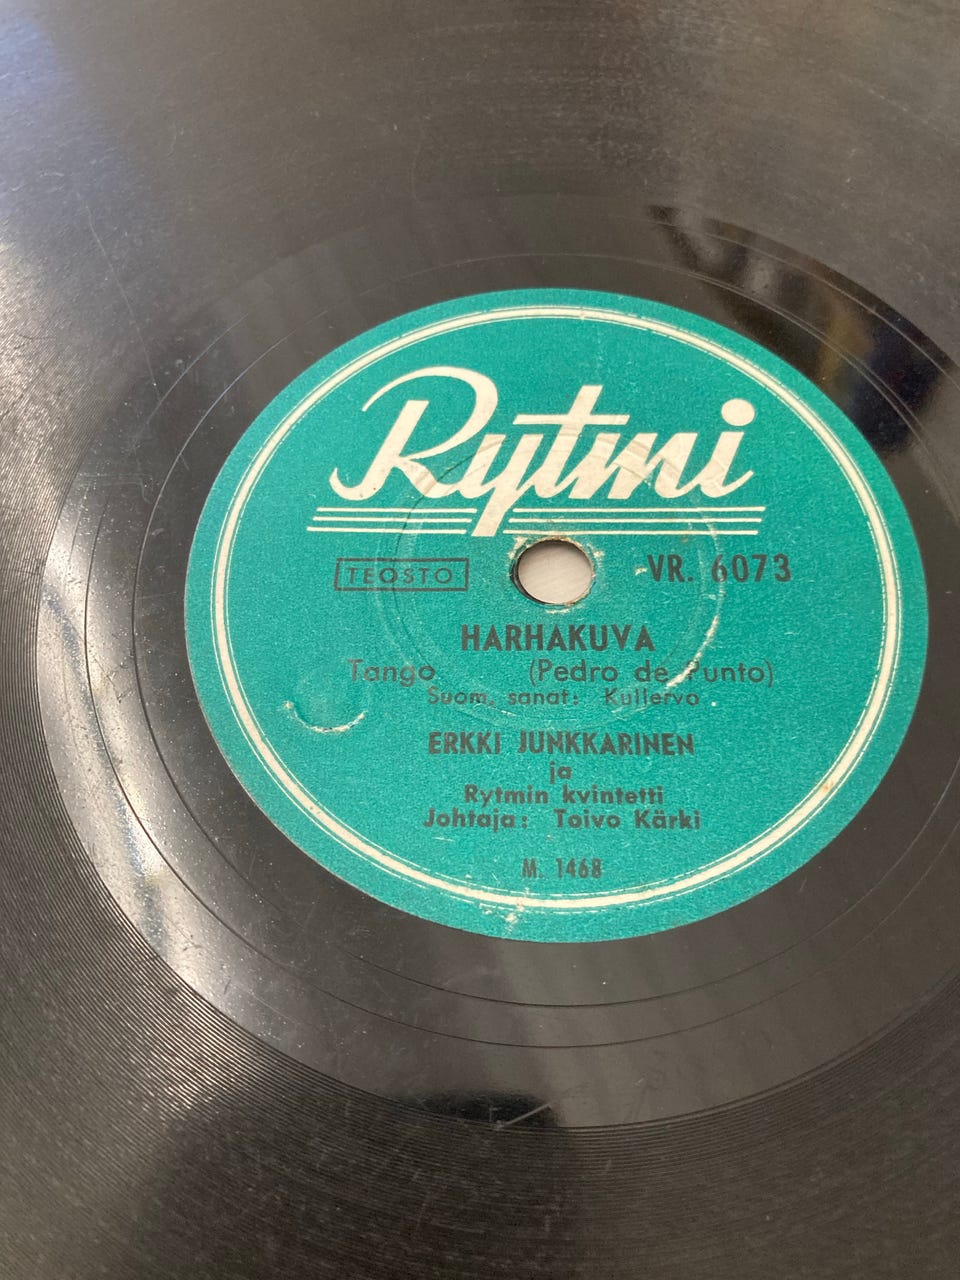 Rytmi
TEOSTO VR. 6073
HARHAKUVA
Tango (Pedro de Punto)
Suom. sanat: Kullervo
ERKKI JUNKKARINEN
ja
Rytmin kvintetti
Johtaja: Toivo Kärki
M. 1468